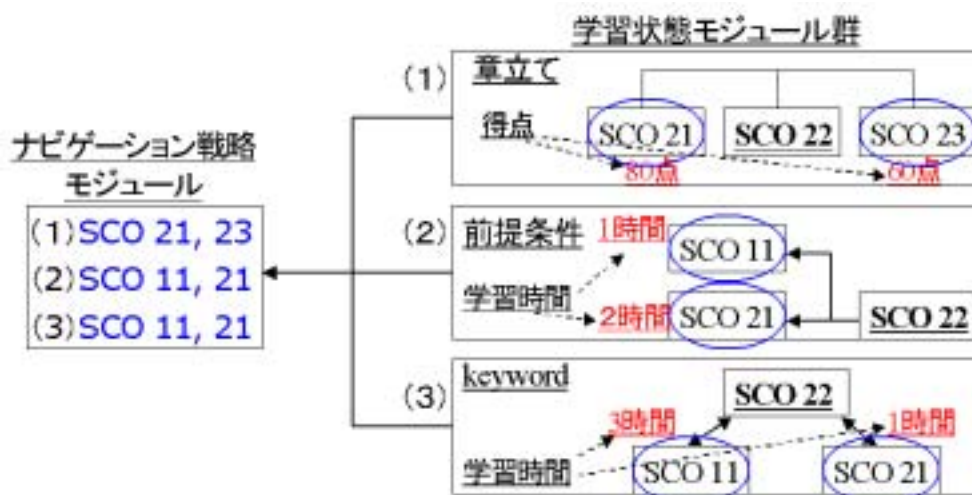 学習状態モジュール群
(1)
章立て
得点
SCO 21
SCO 22
SCO 23
80点
60点
ナビゲーション戦略
モジュール
(1)SCO 21, 23
(2)SCO 11, 21
(3)SCO 11, 21
(2)
前提条件
1時間
SCO 11
学習時間
2時間
SCO 21
SCO 22
(3)
keyword
SCO 22
3時間
1時間
学習時間
SCO 11
SCO 21